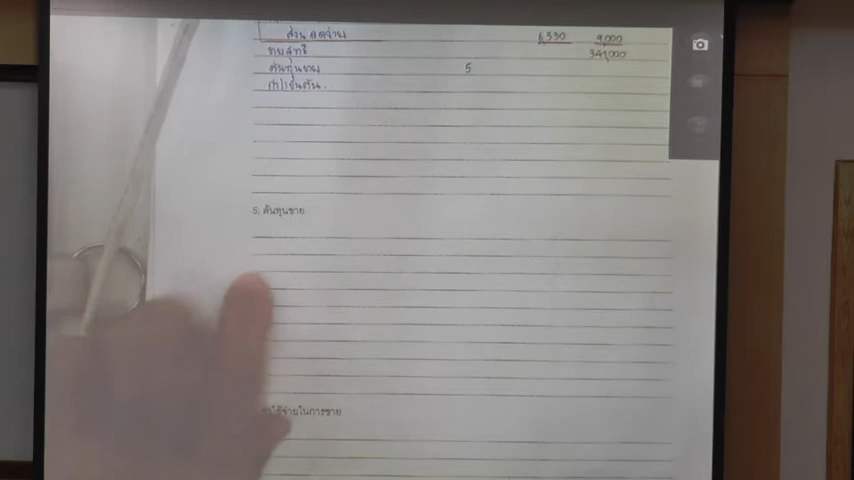 ส่วนลดจ่าย 6,550 9,000
ขายสุทธิ 341,000
ต้นทุนขาย 5
กำไรขั้นต้น.
5. ต้นทุนขาย
ค่าใช้จ่ายในการขาย